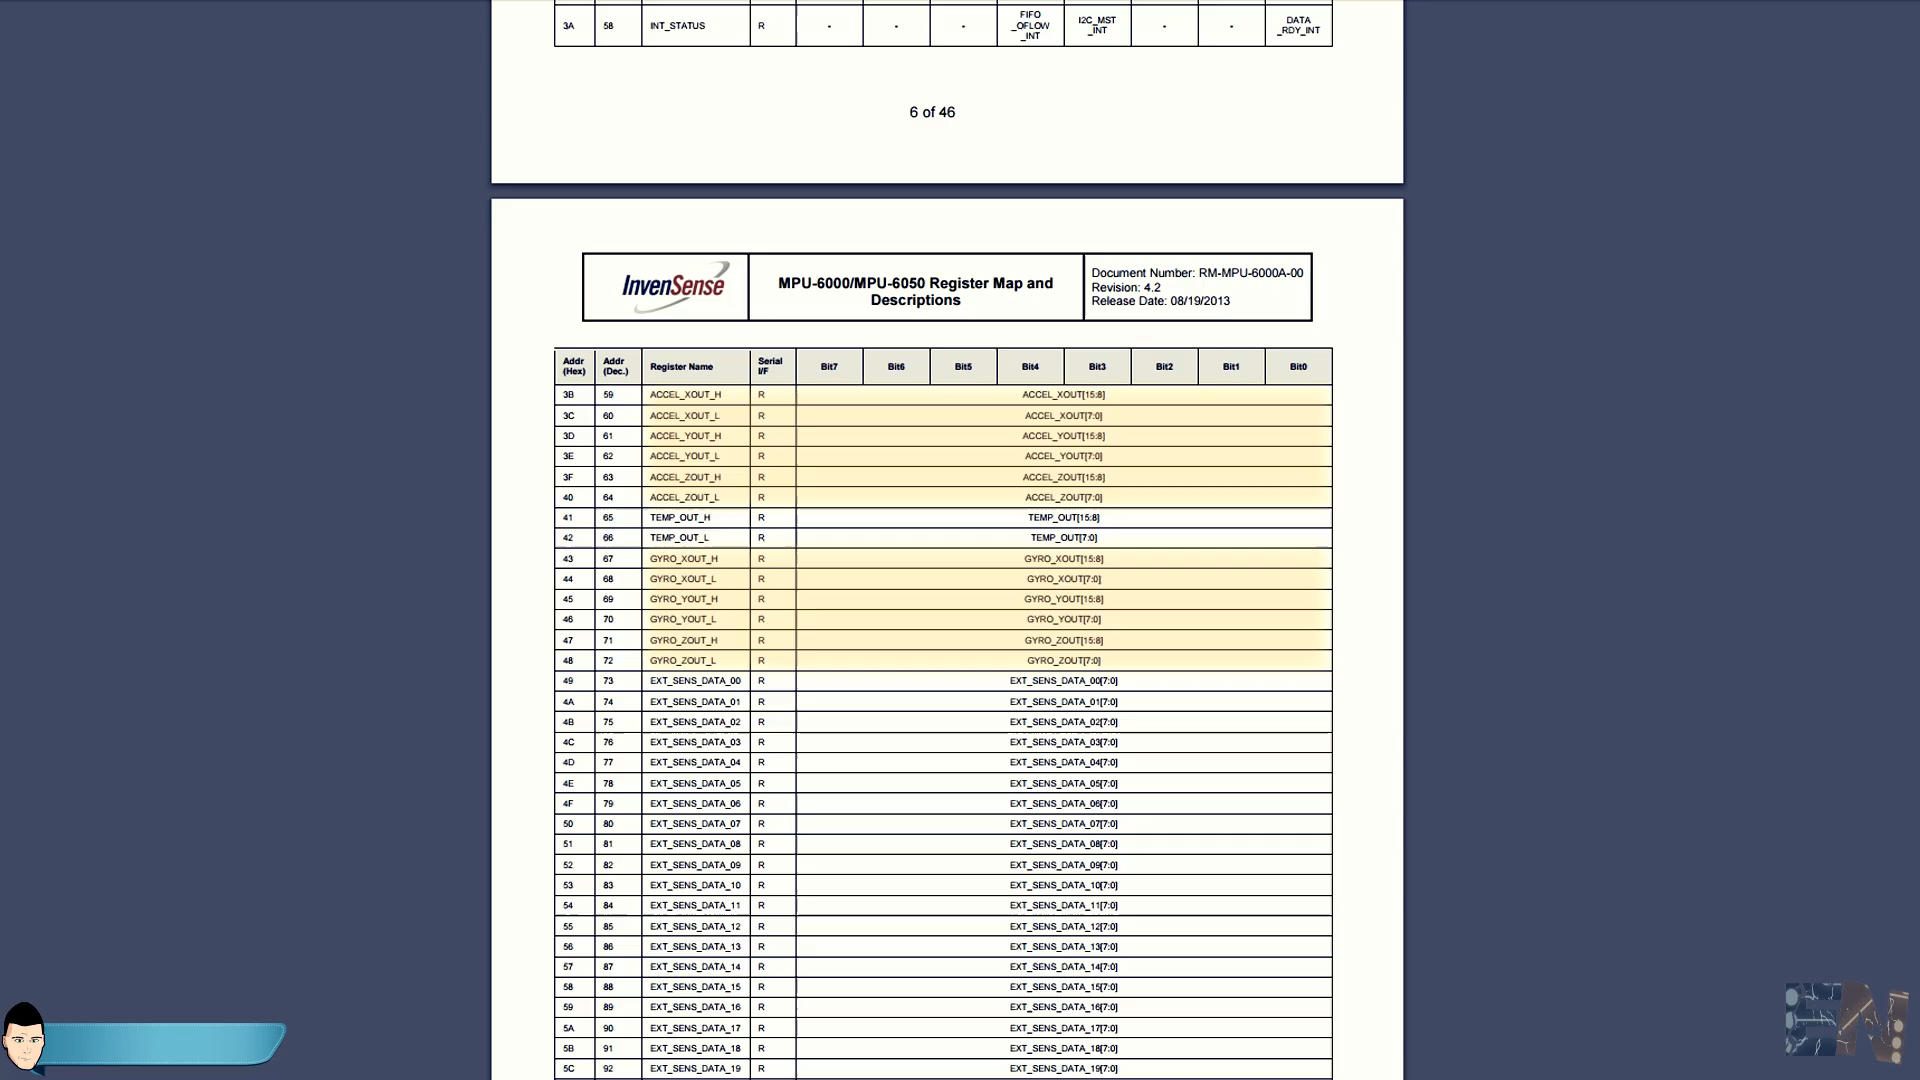 3A 58 INT_STATUS R - - - FIFO _OFLOW _INT I2C_MST _INT - - DATA _RDY_INT
6 of 46
InvenSense
MPU-6000/MPU-6050 Register Map and
Descriptions
Document Number: RM-MPU-6000A-00
Revision: 4.2
Release Date: 08/19/2013
Addr (Hex) Addr (Dec.) Register Name Serial I/F Bit7 Bit6 Bit5 Bit4 Bit3 Bit2 Bit1 Bit0
3B 59 ACCEL_XOUT_H R ACCEL_XOUT[15:8]
3C 60 ACCEL_XOUT_L R ACCEL_XOUT[7:0]
3D 61 ACCEL_YOUT_H R ACCEL_YOUT[15:8]
3E 62 ACCEL_YOUT_L R ACCEL_YOUT[7:0]
3F 63 ACCEL_ZOUT_H R ACCEL_ZOUT[15:8]
40 64 ACCEL_ZOUT_L R ACCEL_ZOUT[7:0]
41 65 TEMP_OUT_H R TEMP_OUT[15:8]
42 66 TEMP_OUT_L R TEMP_OUT[7:0]
43 67 GYRO_XOUT_H R GYRO_XOUT[15:8]
44 68 GYRO_XOUT_L R GYRO_XOUT[7:0]
45 69 GYRO_YOUT_H R GYRO_YOUT[15:8]
46 70 GYRO_YOUT_L R GYRO_YOUT[7:0]
47 71 GYRO_ZOUT_H R GYRO_ZOUT[15:8]
48 72 GYRO_ZOUT_L R GYRO_ZOUT[7:0]
49 73 EXT_SENS_DATA_00 R EXT_SENS_DATA_00[7:0]
4A 74 EXT_SENS_DATA_01 R EXT_SENS_DATA_01[7:0]
4B 75 EXT_SENS_DATA_02 R EXT_SENS_DATA_02[7:0]
4C 76 EXT_SENS_DATA_03 R EXT_SENS_DATA_03[7:0]
4D 77 EXT_SENS_DATA_04 R EXT_SENS_DATA_04[7:0]
4E 78 EXT_SENS_DATA_05 R EXT_SENS_DATA_05[7:0]
4F 79 EXT_SENS_DATA_06 R EXT_SENS_DATA_06[7:0]
50 80 EXT_SENS_DATA_07 R EXT_SENS_DATA_07[7:0]
51 81 EXT_SENS_DATA_08 R EXT_SENS_DATA_08[7:0]
52 82 EXT_SENS_DATA_09 R EXT_SENS_DATA_09[7:0]
53 83 EXT_SENS_DATA_10 R EXT_SENS_DATA_10[7:0]
54 84 EXT_SENS_DATA_11 R EXT_SENS_DATA_11[7:0]
55 85 EXT_SENS_DATA_12 R EXT_SENS_DATA_12[7:0]
56 86 EXT_SENS_DATA_13 R EXT_SENS_DATA_13[7:0]
57 87 EXT_SENS_DATA_14 R EXT_SENS_DATA_14[7:0]
58 88 EXT_SENS_DATA_15 R EXT_SENS_DATA_15[7:0]
59 89 EXT_SENS_DATA_16 R EXT_SENS_DATA_16[7:0]
5A 90 EXT_SENS_DATA_17 R EXT_SENS_DATA_17[7:0]
5B 91 EXT_SENS_DATA_18 R EXT_SENS_DATA_18[7:0]
5C 92 EXT_SENS_DATA_19 R EXT_SENS_DATA_19[7:0]
EN